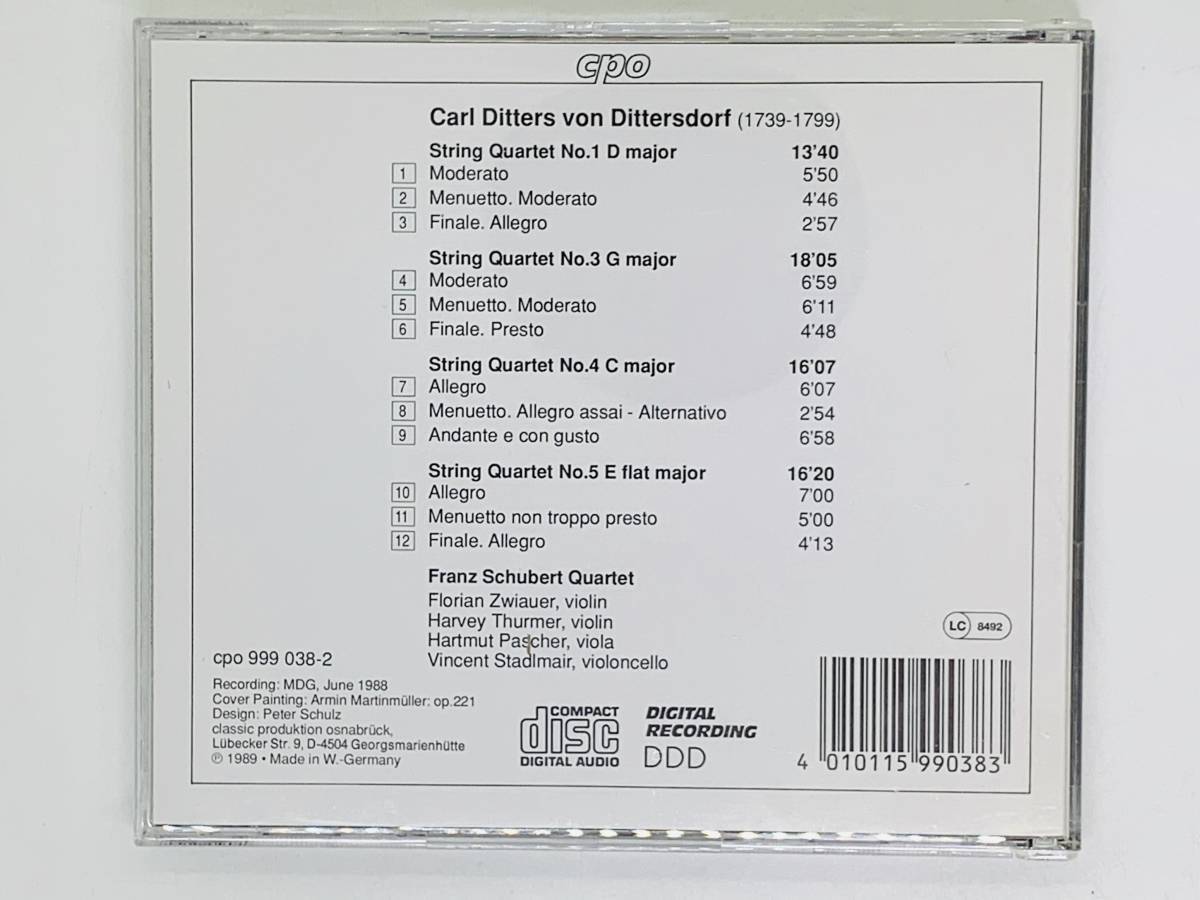 cpo
Carl Ditters von Dittersdorf (1739-1799)
String Quartet No.1 D major 13'40
1 Moderato 5'50
2 Menuetto. Moderato 4'46
3 Finale. Allegro 2'57
String Quartet No.3 G major 18'05
4 Moderato 6'59
5 Menuetto. Moderato 6'11
6 Finale. Presto 4'48
String Quartet No.4 C major 16'07
7 Allegro 6'07
8 Menuetto. Allegro assai - Alternativo 2'54
9 Andante e con gusto 6'58
String Quartet No.5 E flat major 16'20
10 Allegro 7'00
11 Menuetto non troppo presto 5'00
12 Finale. Allegro 4'13
Franz Schubert Quartet
Florian Zwiauer, violin
Harvey Thurmer, violin
Hartmut Pascher, viola
Vincent Stadlmair, violoncello
cpo 999 038-2
Recording: MDG, June 1988
Cover Painting: Armin Martinmüller: op.221
Design: Peter Schulz
classic produktion osnabrück,
Lübecker Str. 9, D-4504 Georgsmarienhütte
℗ 1989 • Made in W.-Germany
COMPACT
disc
DIGITAL AUDIO
DIGITAL
RECORDING
DDD
LC 8492
4 010115 990383